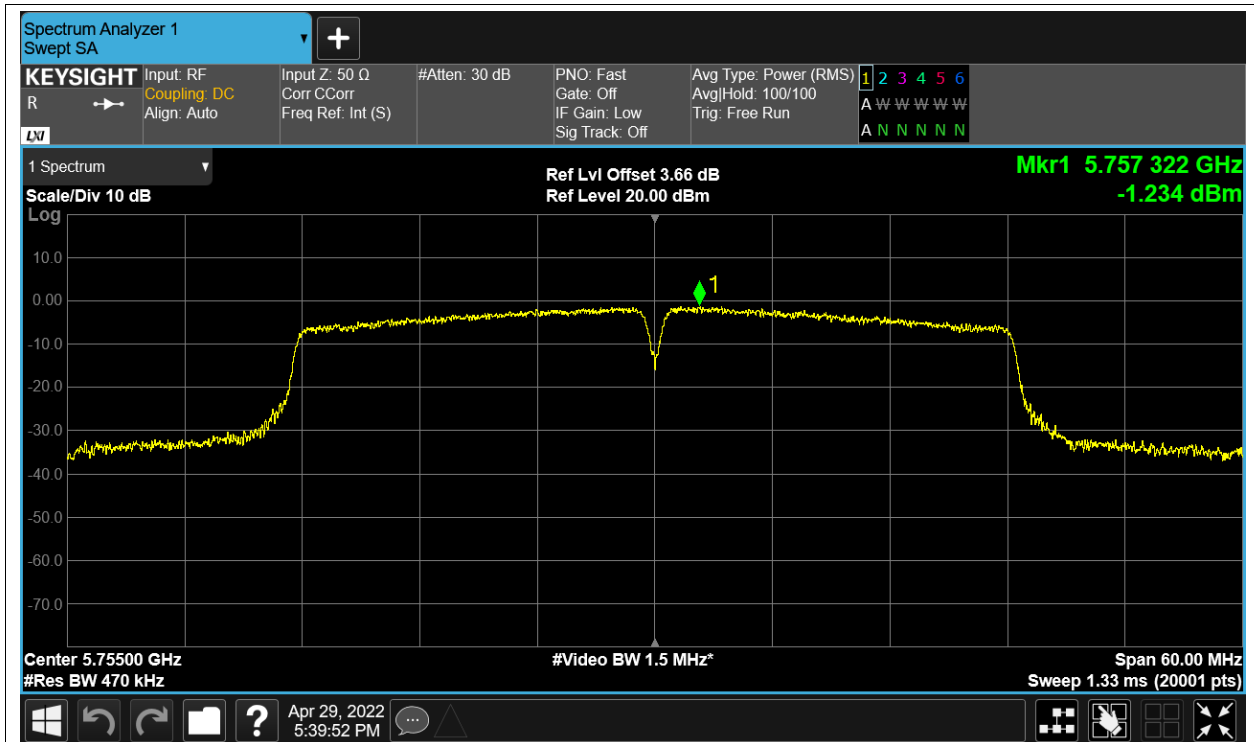 Spectrum Analyzer 1
Swept SA
KEYSIGHT
R
LXI
Input: RF
Coupling: DC
Align: Auto
Input Z: 50 Ω
Corr CCorr
Freq Ref: Int (S)
#Atten: 30 dB
PNO: Fast
Gate: Off
IF Gain: Low
Sig Track: Off
Avg Type: Power (RMS)
Avg|Hold: 100/100
Trig: Free Run
1 2 3 4 5 6
A W W W W W
A N N N N N
1 Spectrum
Scale/Div 10 dB
Log
Ref Lvl Offset 3.66 dB
Ref Level 20.00 dBm
Mkr1 5.757 322 GHz
-1.234 dBm
10.0
0.00
-10.0
-20.0
-30.0
-40.0
-50.0
-60.0
-70.0
1
Center 5.75500 GHz
#Res BW 470 kHz
#Video BW 1.5 MHz*
Span 60.00 MHz
Sweep 1.33 ms (20001 pts)
?
Apr 29, 2022
5:39:52 PM